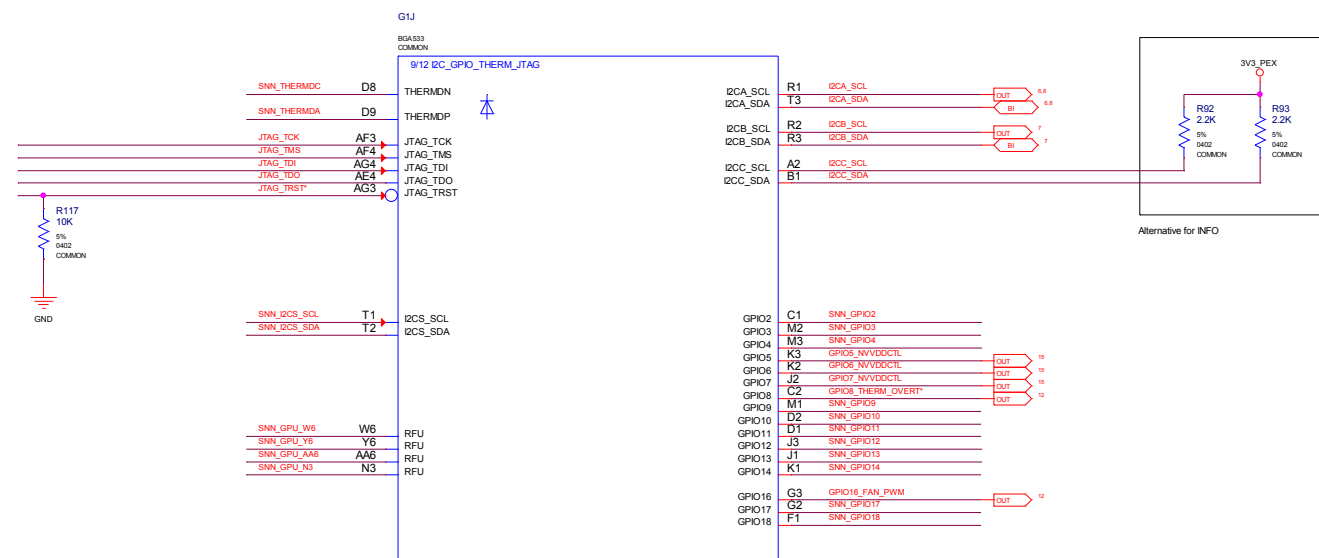 G1J
BGA533
COMMON
9/12 I2C_GPIO_THERM_JTAG
SNN_THERMDC D8 THERMDN
SNN_THERMDA D9 THERMDP
JTAG_TCK AF3 JTAG_TCK
JTAG_TMS AF4 JTAG_TMS
JTAG_TDI AG4 JTAG_TDI
JTAG_TDO AE4 JTAG_TDO
JTAG_TRST* AG3 JTAG_TRST
R117
10K
5%
0402
COMMON
GND
SNN_I2CS_SCL T1 I2CS_SCL
SNN_I2CS_SDA T2 I2CS_SDA
SNN_GPU_W6 W6 RFU
SNN_GPU_Y6 Y6 RFU
SNN_GPU_AA6 AA6 RFU
SNN_GPU_N3 N3 RFU
I2CA_SCL R1 I2CA_SCL OUT 6,8
I2CA_SDA T3 I2CA_SDA BI 6,8
I2CB_SCL R2 I2CB_SCL OUT 7
I2CB_SDA R3 I2CB_SDA BI 7
I2CC_SCL A2 I2CC_SCL
I2CC_SDA B1 I2CC_SDA
3V3_PEX
R92 R93
2.2K 2.2K
5% 5%
0402 0402
COMMON COMMON
Alternative for INFO
GPIO2 C1 SNN_GPIO2
GPIO3 M2 SNN_GPIO3
GPIO4 M3 SNN_GPIO4
GPIO5 K3 GPIO5_NVVDDCTL OUT 15
GPIO6 K2 GPIO6_NVVDDCTL OUT 15
GPIO7 J2 GPIO7_NVVDDCTL OUT 15
GPIO8 C2 GPIO8_THERM_OVERT* OUT 12
GPIO9 M1 SNN_GPIO9
GPIO10 D2 SNN_GPIO10
GPIO11 D1 SNN_GPIO11
GPIO12 J3 SNN_GPIO12
GPIO13 J1 SNN_GPIO13
GPIO14 K1 SNN_GPIO14
GPIO16 G3 GPIO16_FAN_PWM OUT 12
GPIO17 G2 SNN_GPIO17
GPIO18 F1 SNN_GPIO18